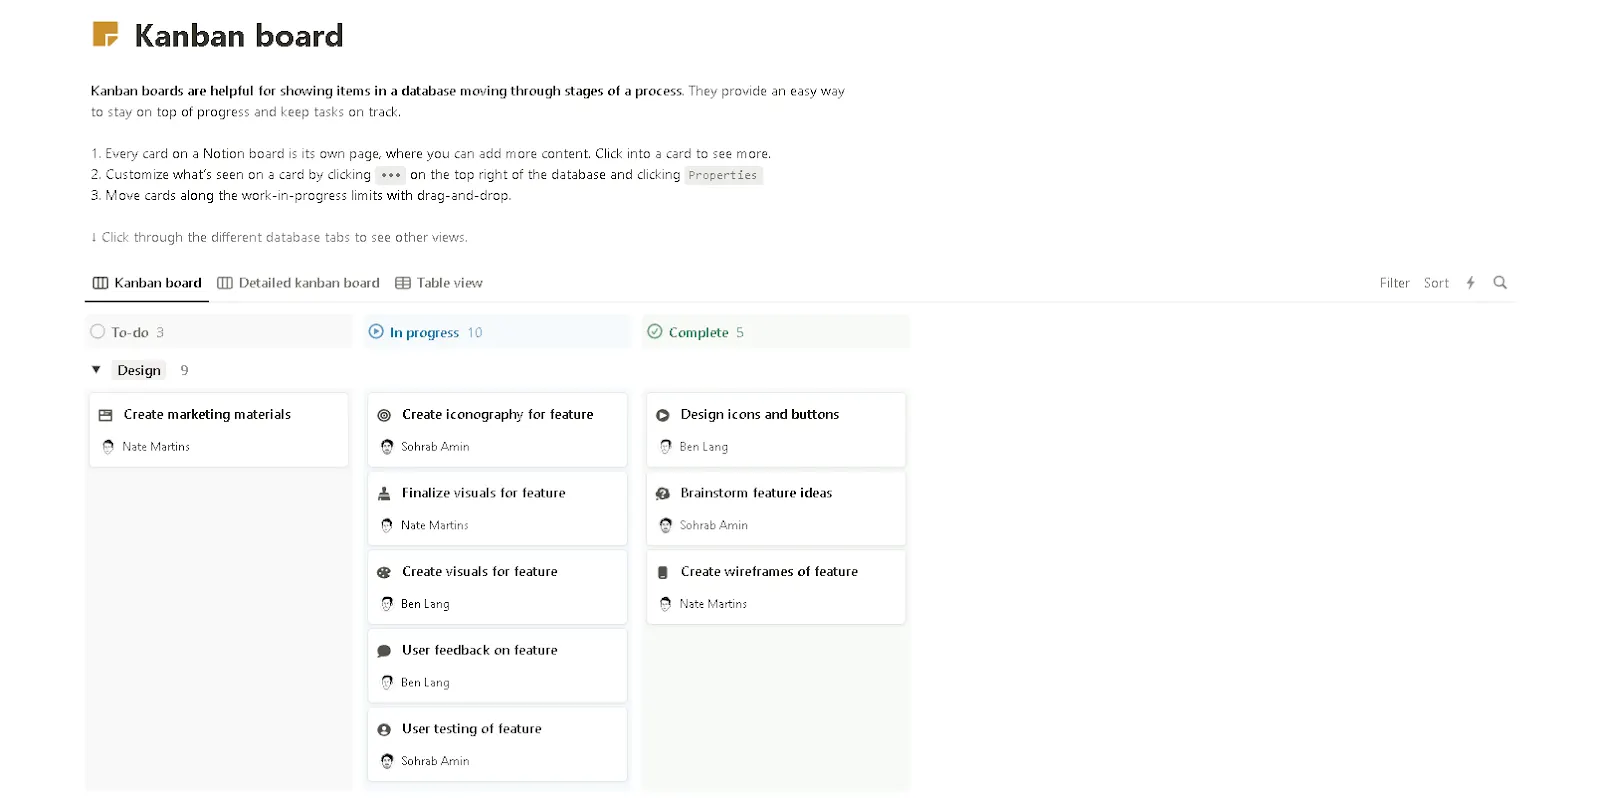 Kanban board
Kanban boards are helpful for showing items in a database moving through stages of a process. They provide an easy way
to stay on top of progress and keep tasks on track.
1. Every card on a Notion board is its own page, where you can add more content. Click into a card to see more.
2. Customize what's seen on a card by clicking ••• on the top right of the database and clicking Properties
3. Move cards along the work-in-progress limits with drag-and-drop.
↓ Click through the different database tabs to see other views.
Kanban board Detailed kanban board Table view Filter Sort
To-do 3 In progress 10 Complete 5
Design 9
Create marketing materials
Nate Martins
Create iconography for feature
Sohrab Amin
Finalize visuals for feature
Nate Martins
Create visuals for feature
Ben Lang
User feedback on feature
Ben Lang
User testing of feature
Sohrab Amin
Design icons and buttons
Ben Lang
Brainstorm feature ideas
Sohrab Amin
Create wireframes of feature
Nate Martins